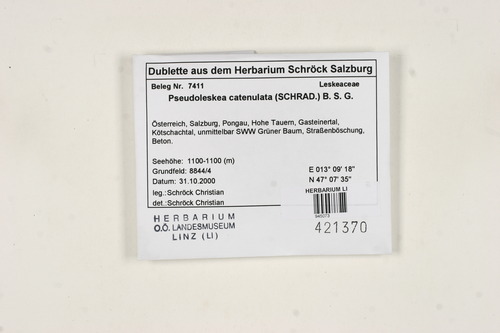 Dublette aus dem Herbarium Schröck Salzburg
Beleg Nr. 7411 Leskeaceae
Pseudoleskea catenulata (SCHRAD.) B. S. G.
Österreich, Salzburg, Pongau, Hohe Tauern, Gasteinertal,
Kötschachtal, unmittelbar SWW Grüner Baum, Straßenböschung,
Beton.
Seehöhe: 1100-1100 (m)
Grundfeld: 8844/4 E 013° 09' 18"
Datum: 31.10.2000 N 47° 07' 35"
leg.:Schröck Christian
det.:Schröck Christian
HERBARIUM LI
HERBARIUM
O.Ö. LANDESMUSEUM
LINZ (LI)
421370